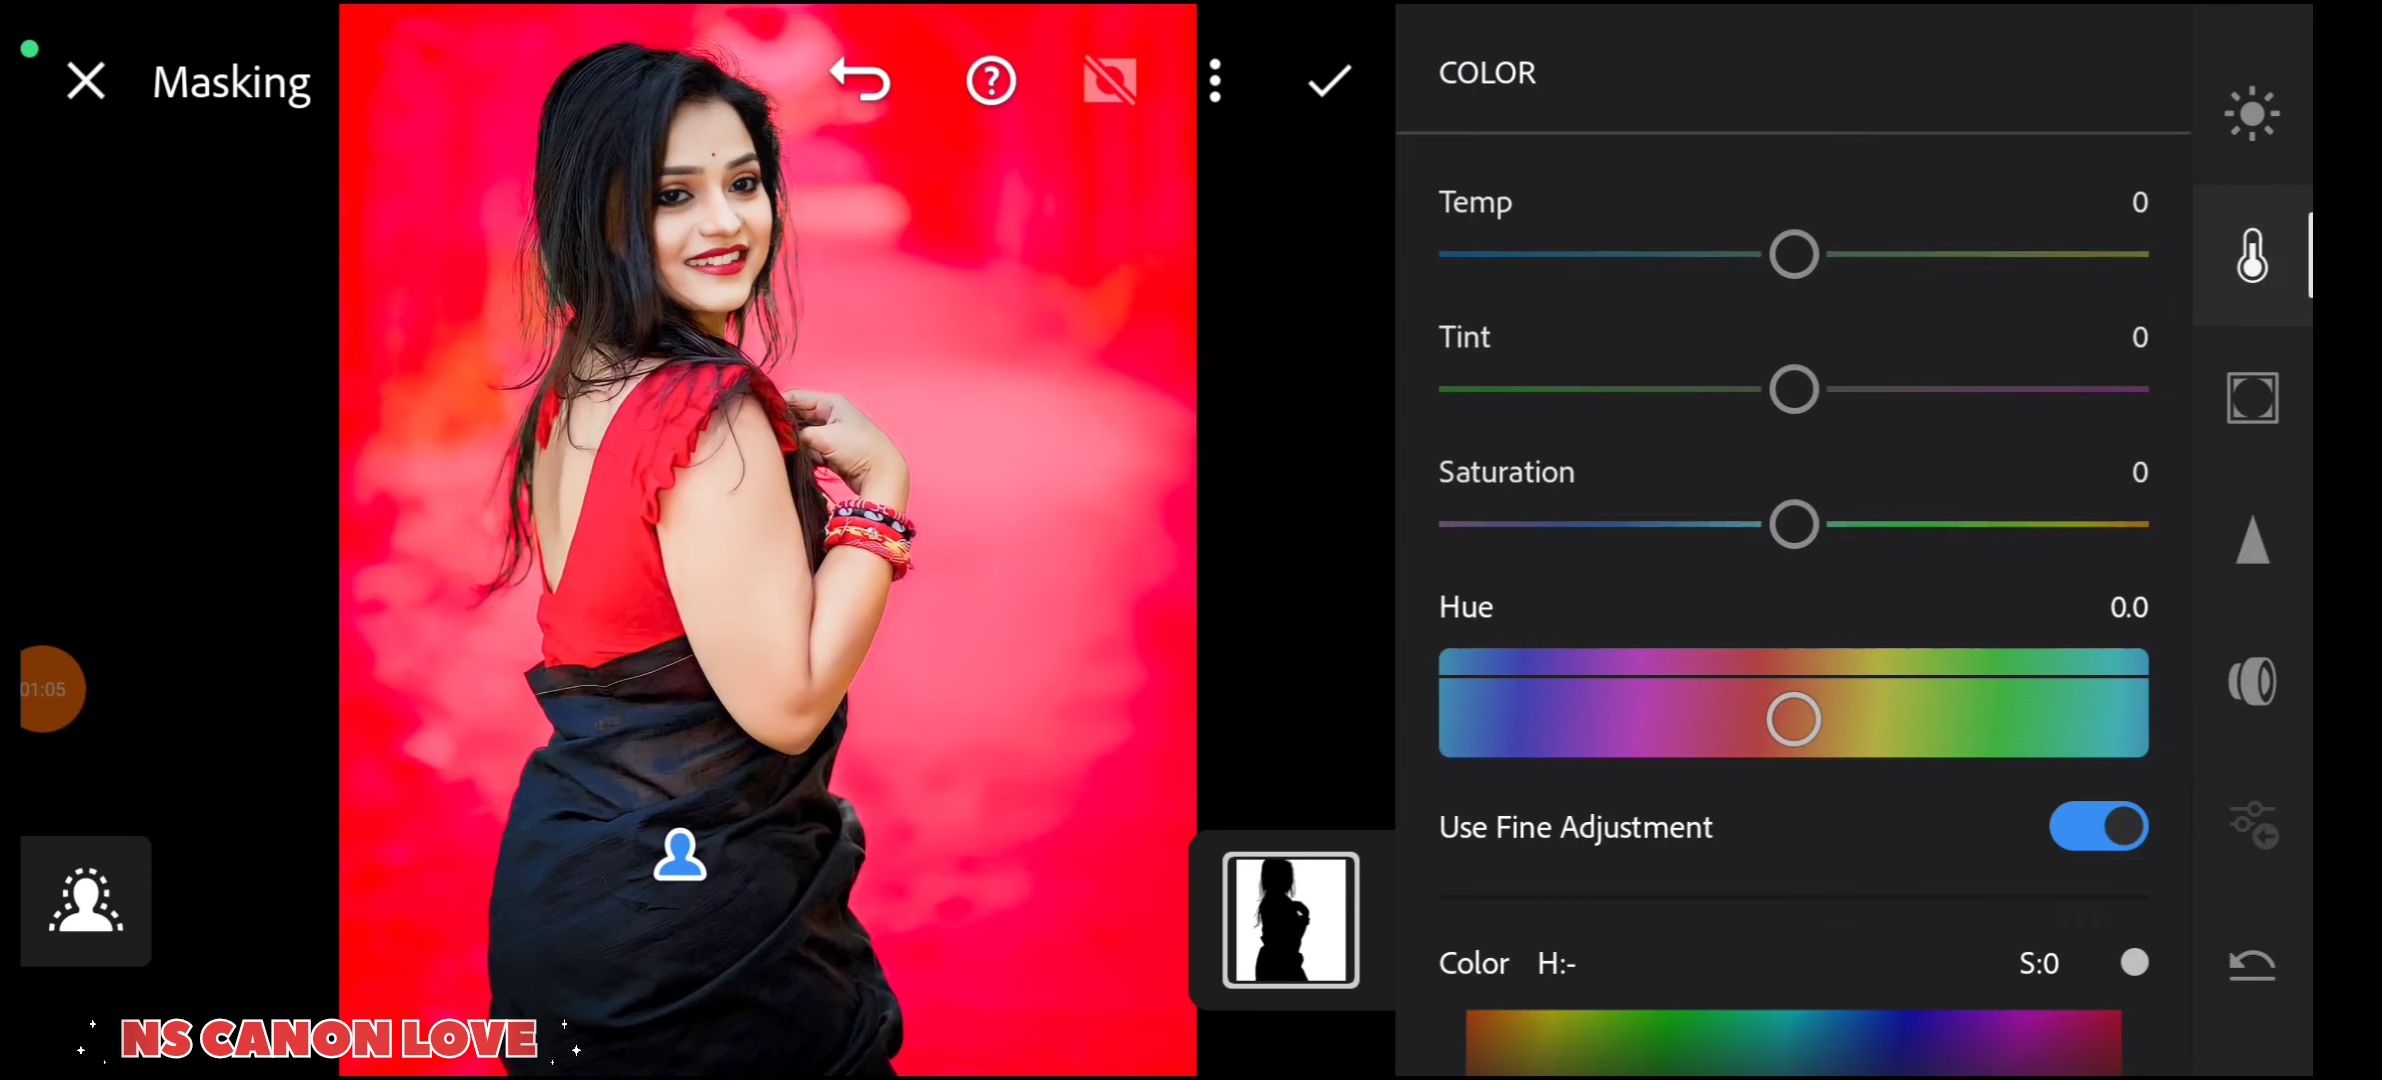 Masking
COLOR
Temp 0
Tint 0
Saturation 0
Hue 0.0
Use Fine Adjustment
Color H:- S:0
01:05
NS CANON LOVE